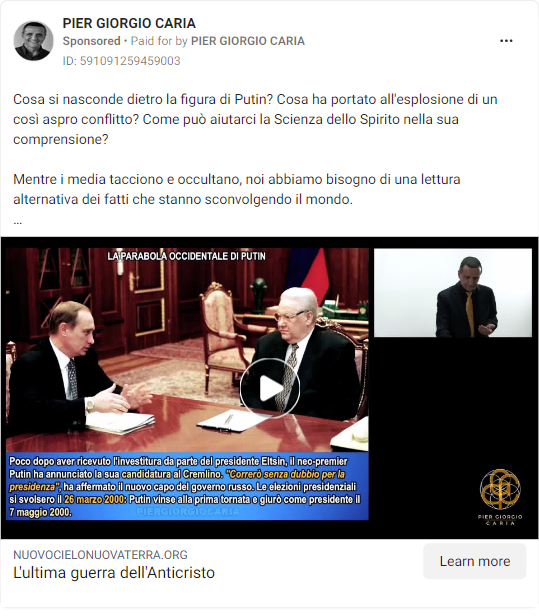 PIER GIORGIO CARIA
Sponsored • Paid for by PIER GIORGIO CARIA
ID: 591091259459003
Cosa si nasconde dietro la figura di Putin? Cosa ha portato all'esplosione di un
così aspro conflitto? Come può aiutarci la Scienza dello Spirito nella sua
comprensione?
Mentre i media tacciono e occultano, noi abbiamo bisogno di una lettura
alternativa dei fatti che stanno sconvolgendo il mondo.
...
LA PARABOLA OCCIDENTALE DI PUTIN
Poco dopo aver ricevuto l'investitura da parte del presidente Eltsin, il neo-premier
Putin ha annunciato la sua candidatura al Cremlino. "Correrò senza dubbio per la
presidenza", ha affermato il nuovo capo del governo russo. Le elezioni presidenziali
si svolsero il 26 marzo 2000: Putin vinse alla prima tornata e giurò come presidente il
7 maggio 2000.
PIERGIORGIOCARIA
PIER GIORGIO
CARIA
NUOVOCIELONUOVATERRA.ORG
L'ultima guerra dell'Anticristo
Learn more